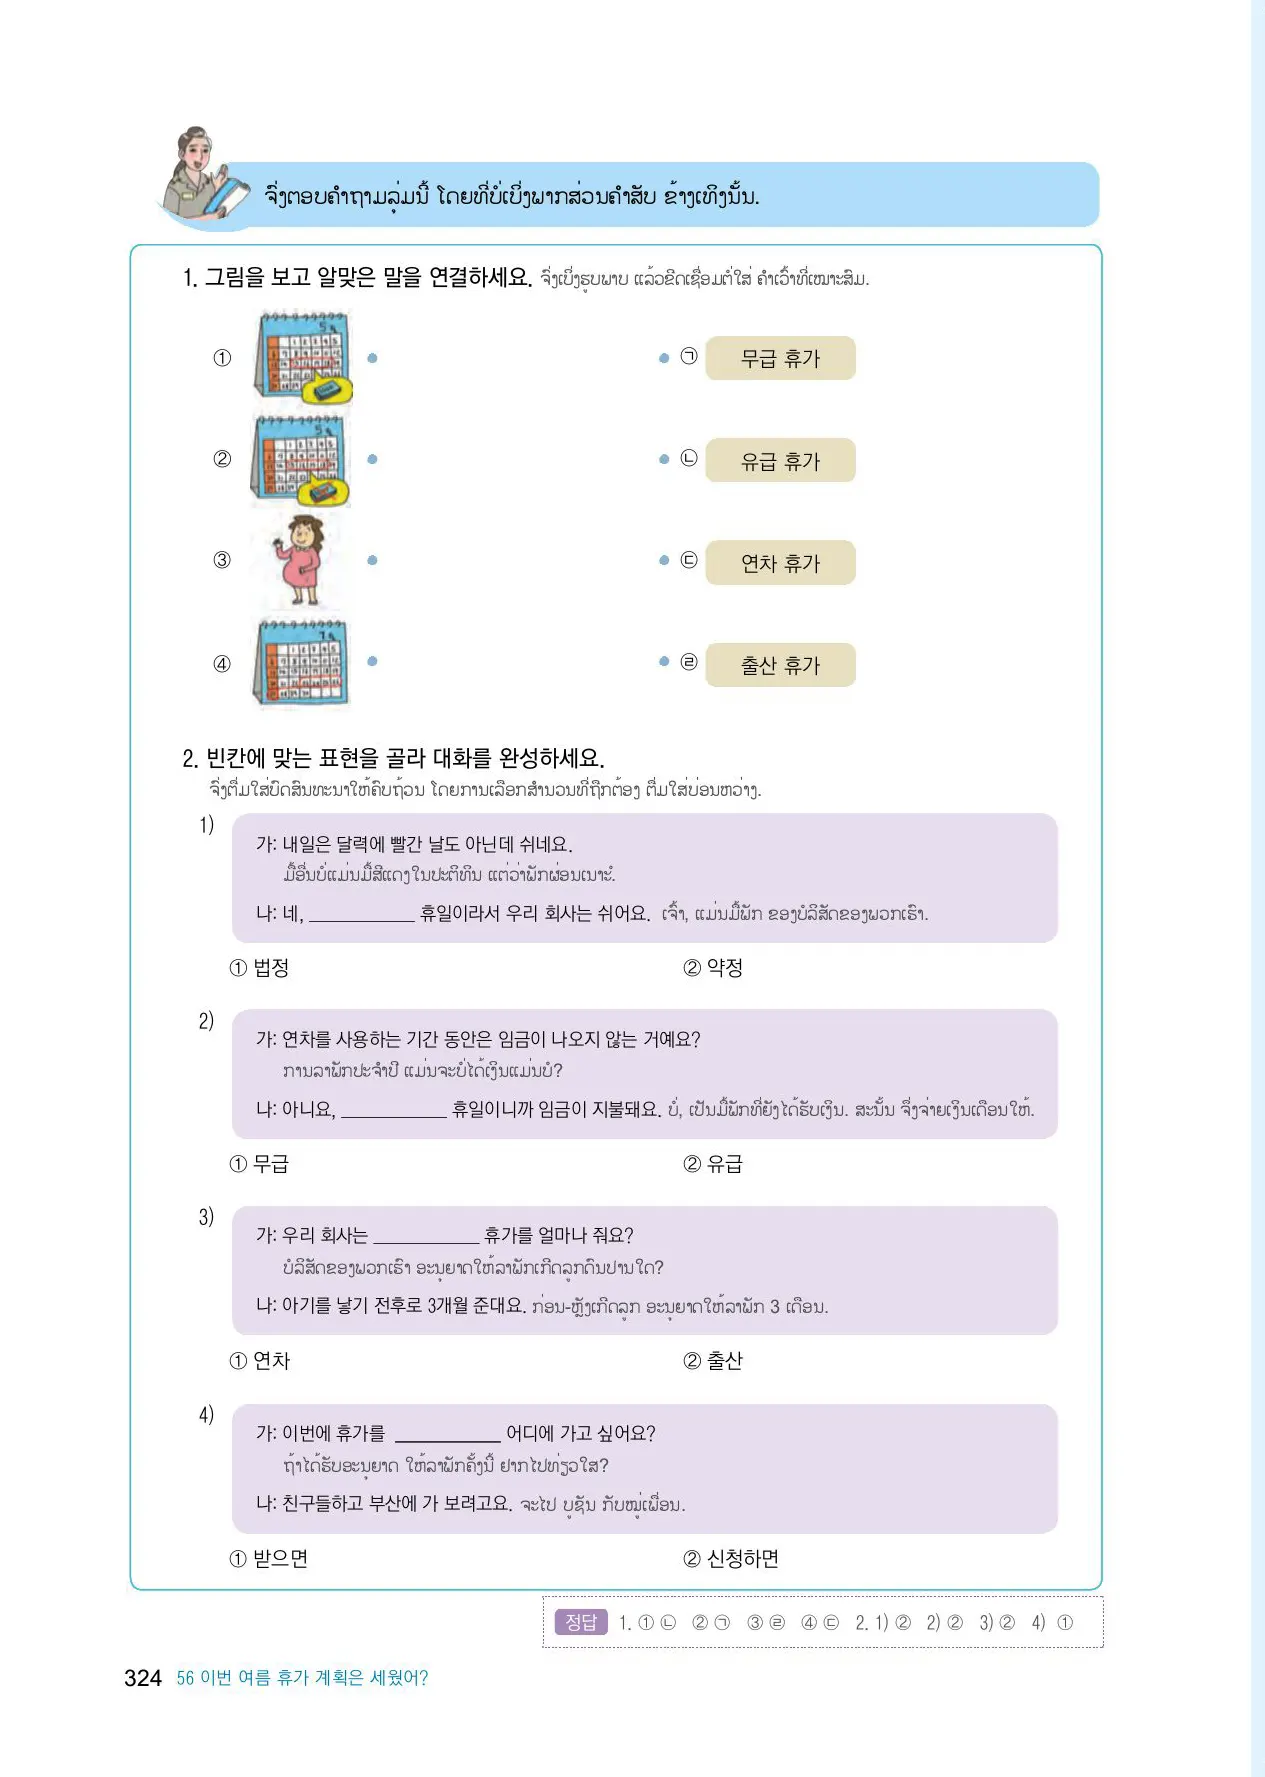 ຈົ່ງຕອບຄຳຖາມລຸ່ມນີ້ ໂດຍທີ່ບໍ່ເບິ່ງພາກສ່ວນຄຳສັບ ຂ້າງເທິງນັ້ນ.
1. 그림을 보고 알맞은 말을 연결하세요. ຈົ່ງເບິ່ງຮູບພາບ ແລ້ວຂີດເຊື່ອມຕໍ່ໃສ່ ຄຳເວົ້າທີ່ເໝາະສົມ.
① ㉠ 무급 휴가
② ㉡ 유급 휴가
③ ㉢ 연차 휴가
④ ㉣ 출산 휴가
2. 빈칸에 맞는 표현을 골라 대화를 완성하세요.
ຈົ່ງຕື່ມໃສ່ບົດສົນທະນາໃຫ້ຄົບຖ້ວນ ໂດຍການເລືອກສຳນວນທີ່ຖືກຕ້ອງ ຕື່ມໃສ່ບ່ອນຫວ່າງ.
1)
가: 내일은 달력에 빨간 날도 아닌데 쉬네요.
ມື້ອື່ນບໍ່ແມ່ນມື້ສີແດງໃນປະຕິທິນ ແຕ່ວ່າພັກຜ່ອນເນາະ.
나: 네, ___________ 휴일이라서 우리 회사는 쉬어요. ເຈົ້າ, ແມ່ນມື້ພັກ ຂອງບໍລິສັດຂອງພວກເຮົາ.
① 법정 ② 약정
2)
가: 연차를 사용하는 기간 동안은 임금이 나오지 않는 거예요?
ການລາພັກປະຈຳປີ ແມ່ນຈະບໍ່ໄດ້ເງິນແມ່ນບໍ?
나: 아니요, ___________ 휴일이니까 임금이 지불돼요. ບໍ່, ເປັນມື້ພັກທີ່ຍັງໄດ້ຮັບເງິນ. ສະນັ້ນ ຈຶ່ງຈ່າຍເງິນເດືອນໃຫ້.
① 무급 ② 유급
3)
가: 우리 회사는 ___________ 휴가를 얼마나 줘요?
ບໍລິສັດຂອງພວກເຮົາ ອະນຸຍາດໃຫ້ລາພັກເກີດລູກດົນປານໃດ?
나: 아기를 낳기 전후로 3개월 준대요. ກ່ອນ-ຫຼັງເກີດລູກ ອະນຸຍາດໃຫ້ລາພັກ 3 ເດືອນ.
① 연차 ② 출산
4)
가: 이번에 휴가를 ___________ 어디에 가고 싶어요?
ຖ້າໄດ້ຮັບອະນຸຍາດ ໃຫ້ລາພັກຄັ້ງນີ້ ຢາກໄປທ່ຽວໃສ?
나: 친구들하고 부산에 가 보려고요. ຈະໄປ ບູຊັນ ກັບໝູ່ເພື່ອນ.
① 받으면 ② 신청하면
정답 1. ① ㉡ ② ㉠ ③ ㉣ ④ ㉢ 2. 1) ② 2) ② 3) ② 4) ①
324 56 이번 여름 휴가 계획은 세웠어?